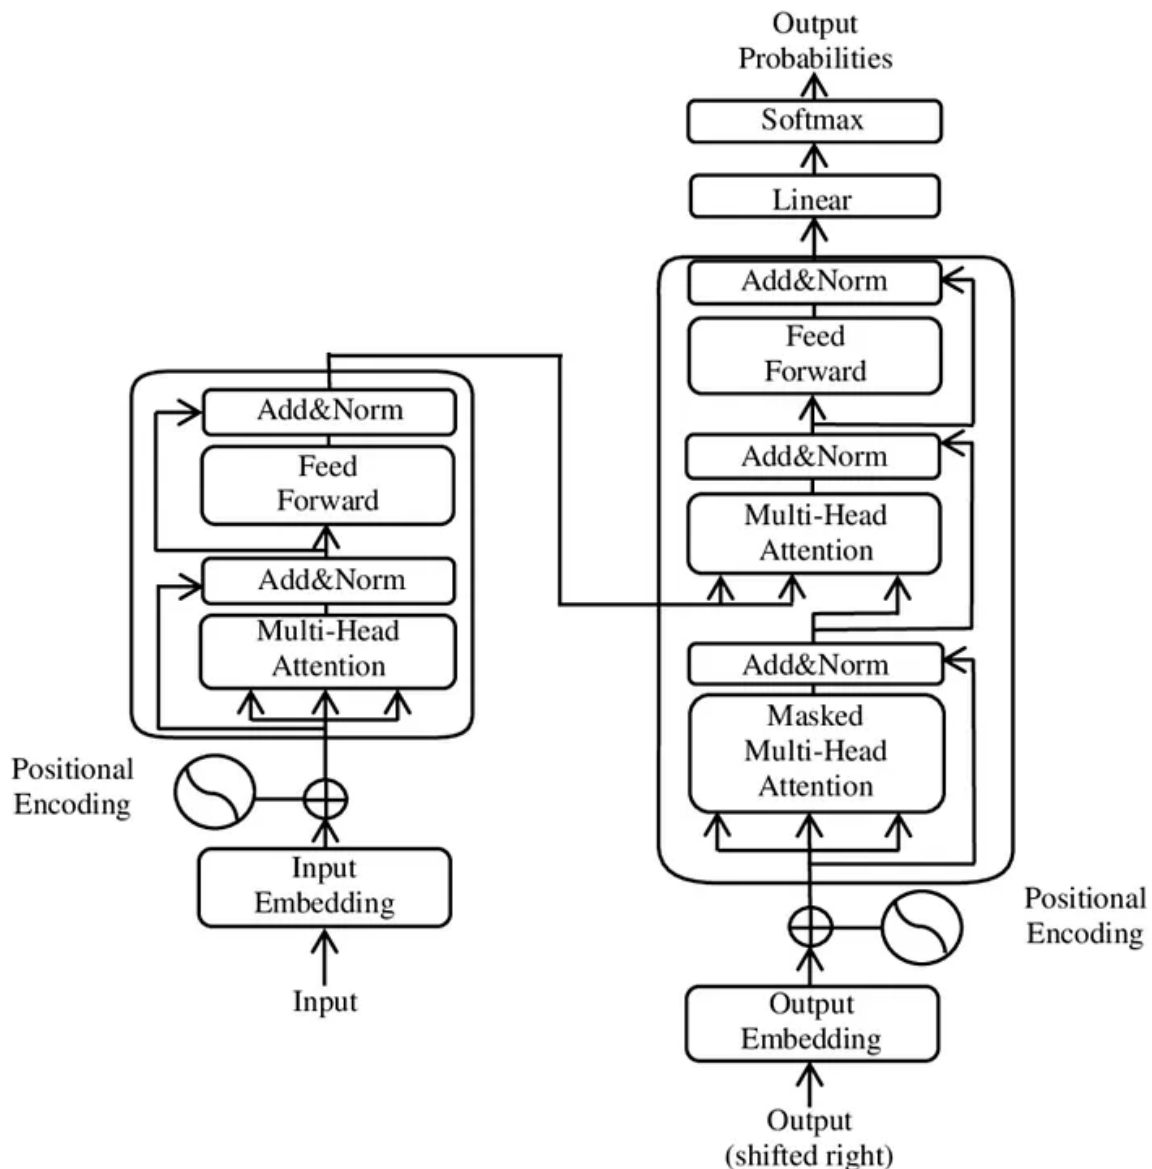 Output
Probabilities
Softmax
Linear
Add&Norm
Feed
Forward
Add&Norm
Multi-Head
Attention
Add&Norm
Masked
Multi-Head
Attention
Positional
Encoding
Output
Embedding
Output
(shifted right)
Add&Norm
Feed
Forward
Add&Norm
Multi-Head
Attention
Positional
Encoding
Input
Embedding
Input